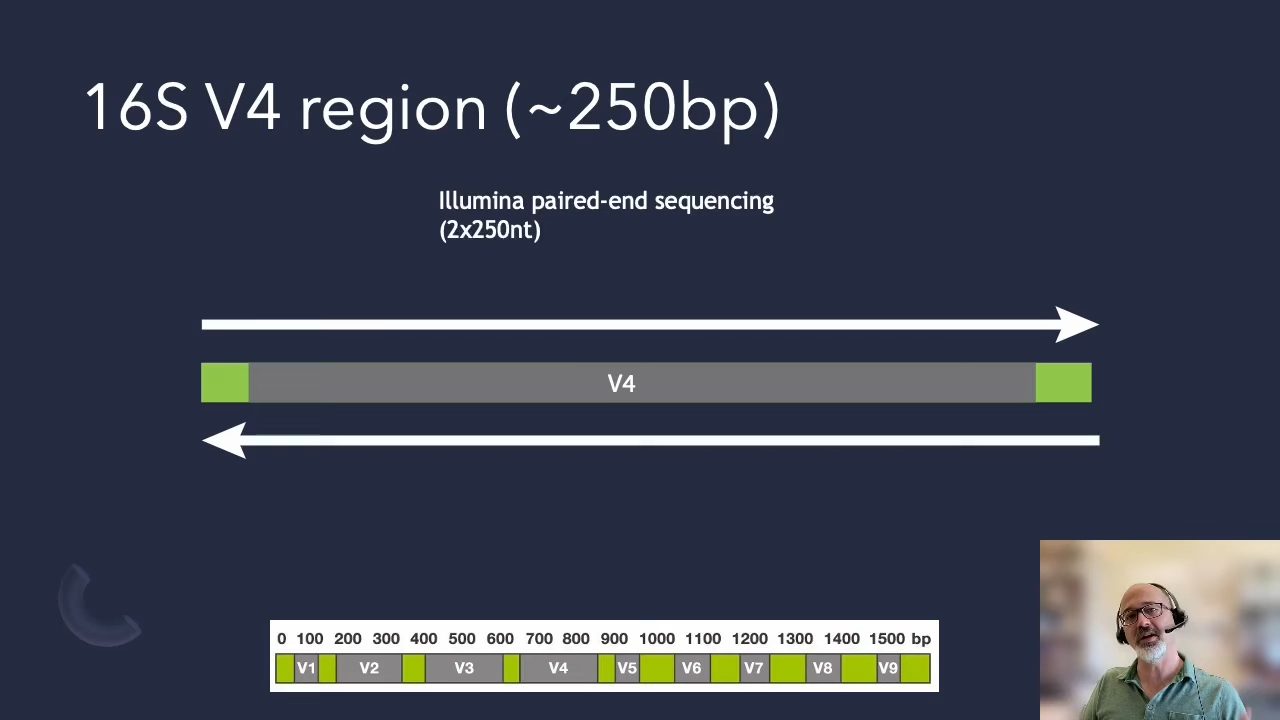 16S V4 region (~250bp)
Illumina paired-end sequencing
(2x250nt)
V4
0 100 200 300 400 500 600 700 800 900 1000 1100 1200 1300 1400 1500 bp
V1 V2 V3 V4 V5 V6 V7 V8 V9